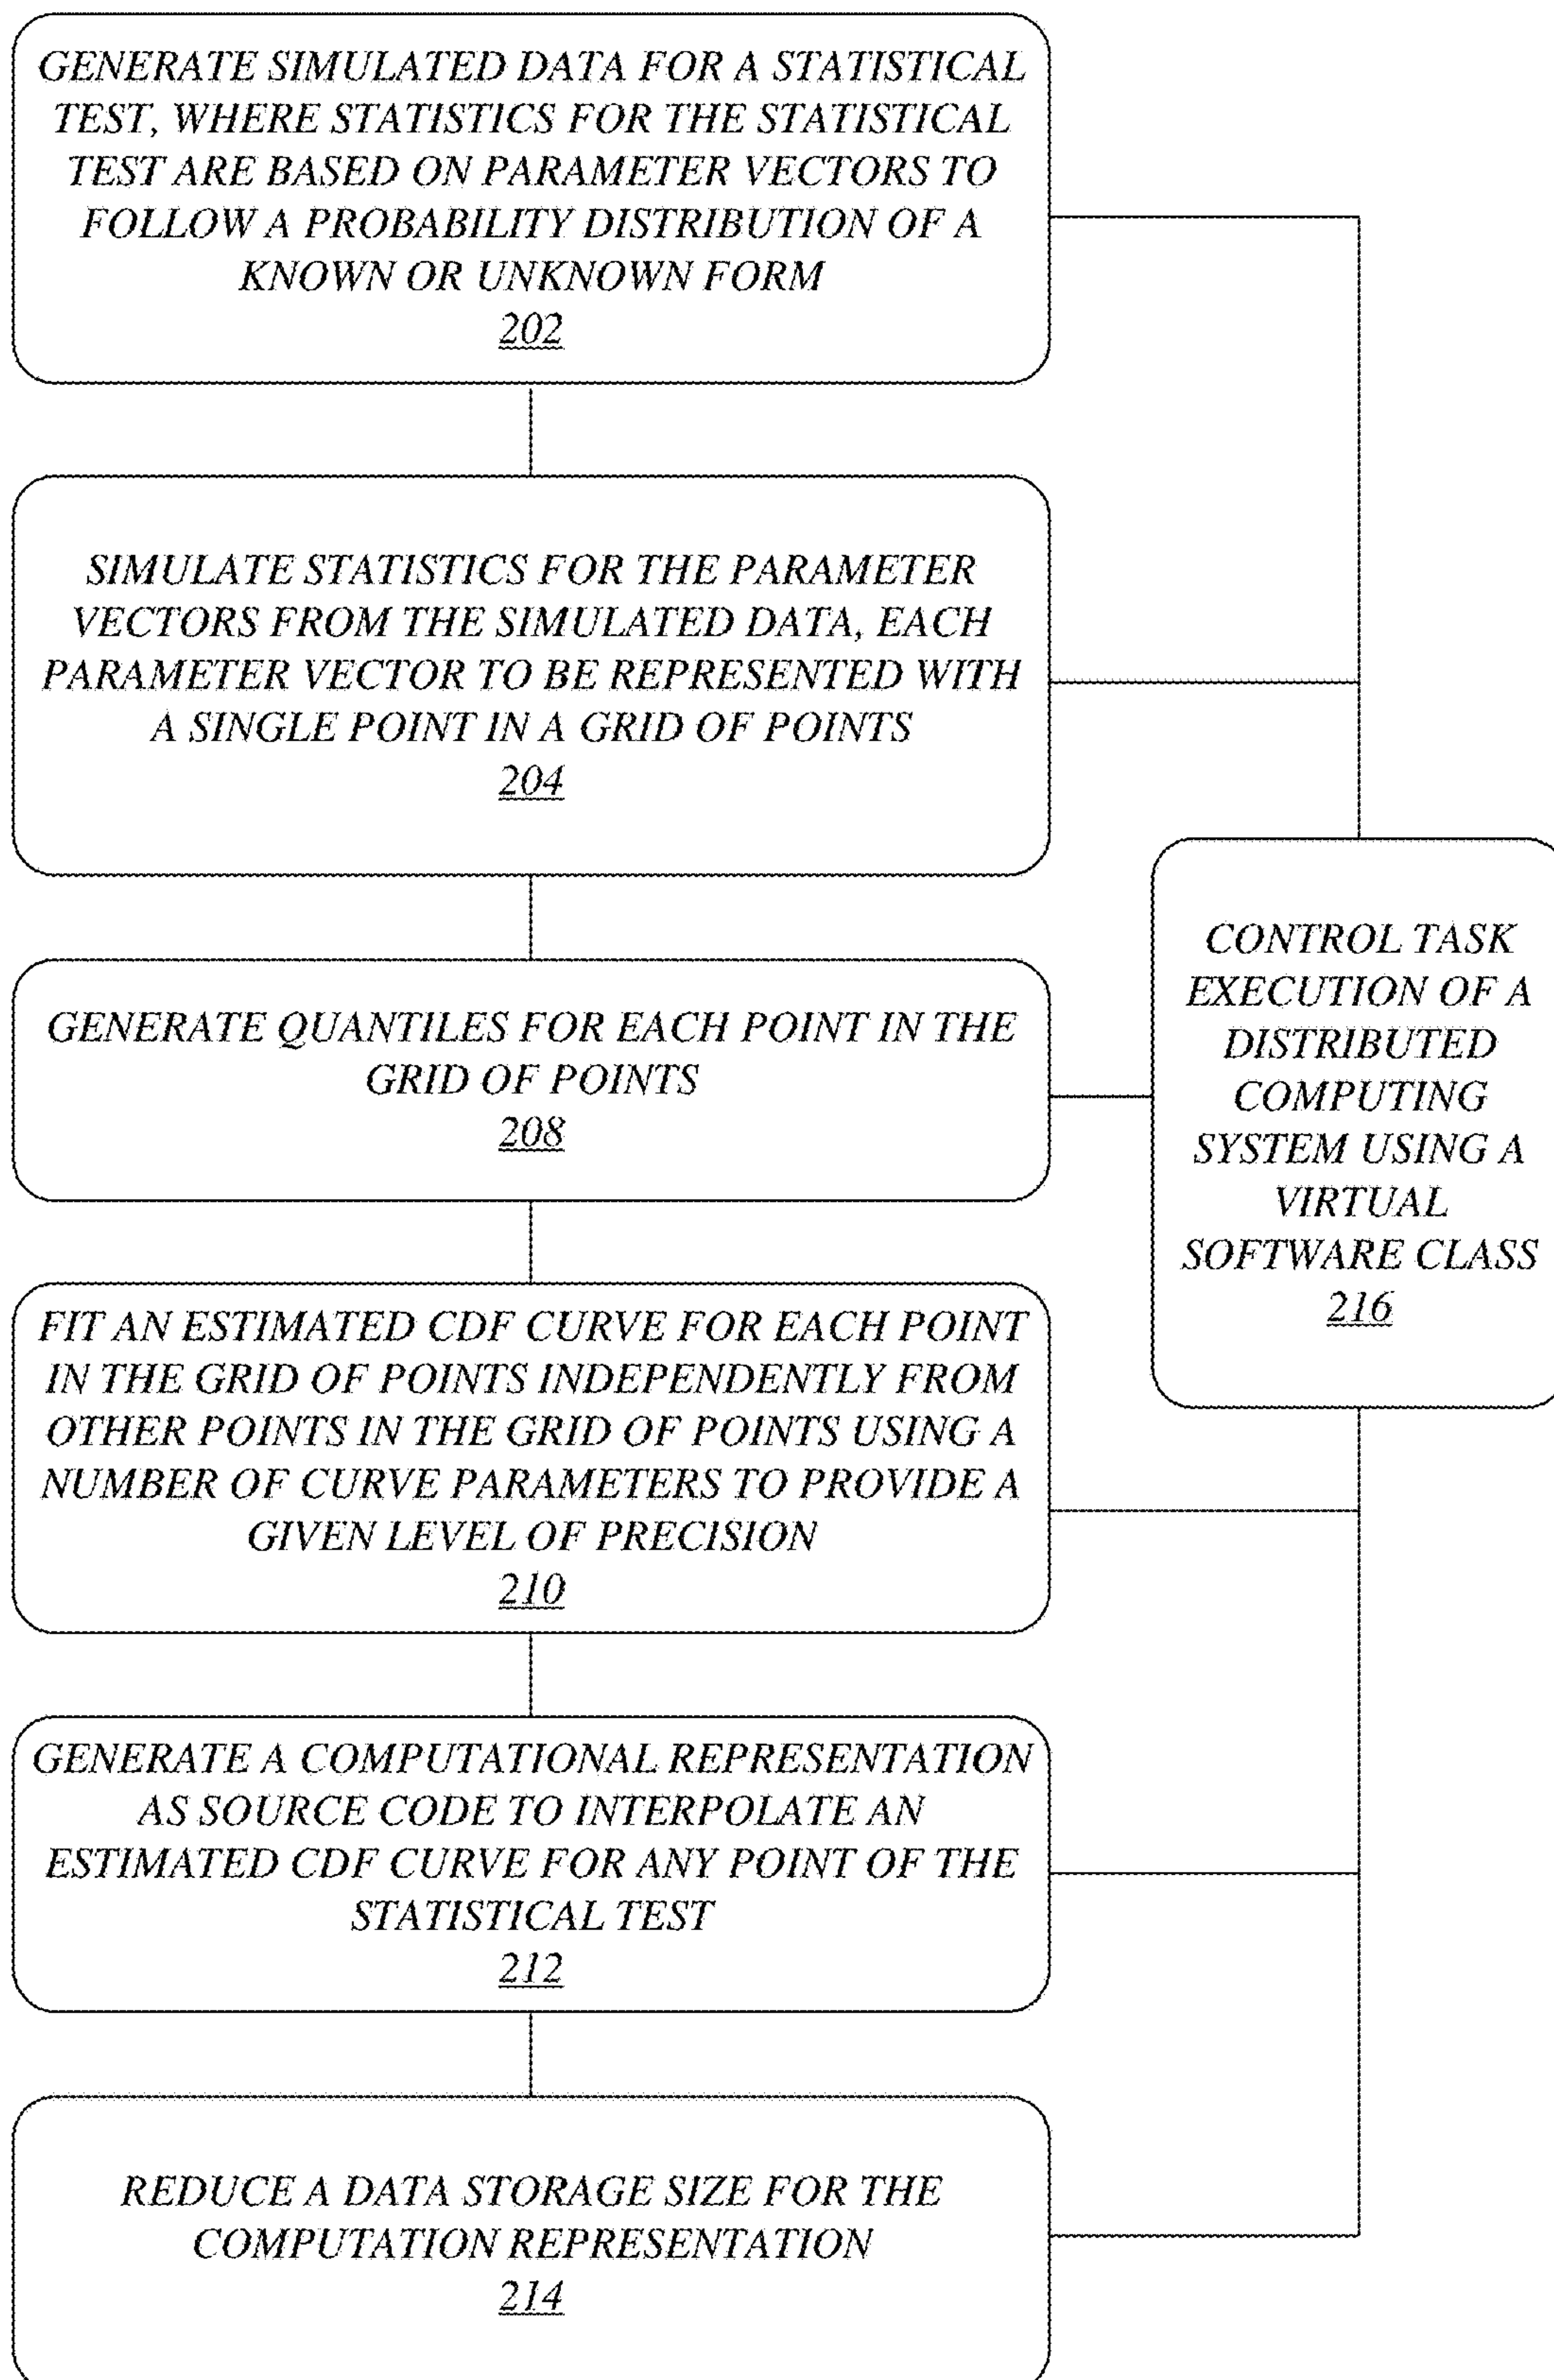 GENERATE SIMULATED DATA FOR A STATISTICAL
TEST, WHERE STATISTICS FOR THE STATISTICAL
TEST ARE BASED ON PARAMETER VECTORS TO
FOLLOW A PROBABILITY DISTRIBUTION OF A
KNOWN OR UNKNOWN FORM
202
SIMULATE STATISTICS FOR THE PARAMETER
VECTORS FROM THE SIMULATED DATA, EACH
PARAMETER VECTOR TO BE REPRESENTED WITH
A SINGLE POINT IN A GRID OF POINTS
204
GENERATE QUANTILES FOR EACH POINT IN THE
GRID OF POINTS
208
FIT AN ESTIMATED CDF CURVE FOR EACH POINT
IN THE GRID OF POINTS INDEPENDENTLY FROM
OTHER POINTS IN THE GRID OF POINTS USING A
NUMBER OF CURVE PARAMETERS TO PROVIDE A
GIVEN LEVEL OF PRECISION
210
GENERATE A COMPUTATIONAL REPRESENTATION
AS SOURCE CODE TO INTERPOLATE AN
ESTIMATED CDF CURVE FOR ANY POINT OF THE
STATISTICAL TEST
212
REDUCE A DATA STORAGE SIZE FOR THE
COMPUTATION REPRESENTATION
214
CONTROL TASK
EXECUTION OF A
DISTRIBUTED
COMPUTING
SYSTEM USING A
VIRTUAL
SOFTWARE CLASS
216